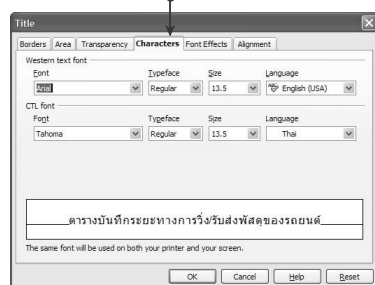 Title
Borders Area Transparency Characters Font Effects Alignment
Western text font
Font Typeface Size Language
Arial Regular 13.5 English (USA)
CTL font
Font Typeface Size Language
Tahoma Regular 13.5 Thai
ตารางบันทึกระยะทางการวิ่ง/รับส่งพัสดุของรถยนต์
The same font will be used on both your printer and your screen.
OK Cancel Help Reset